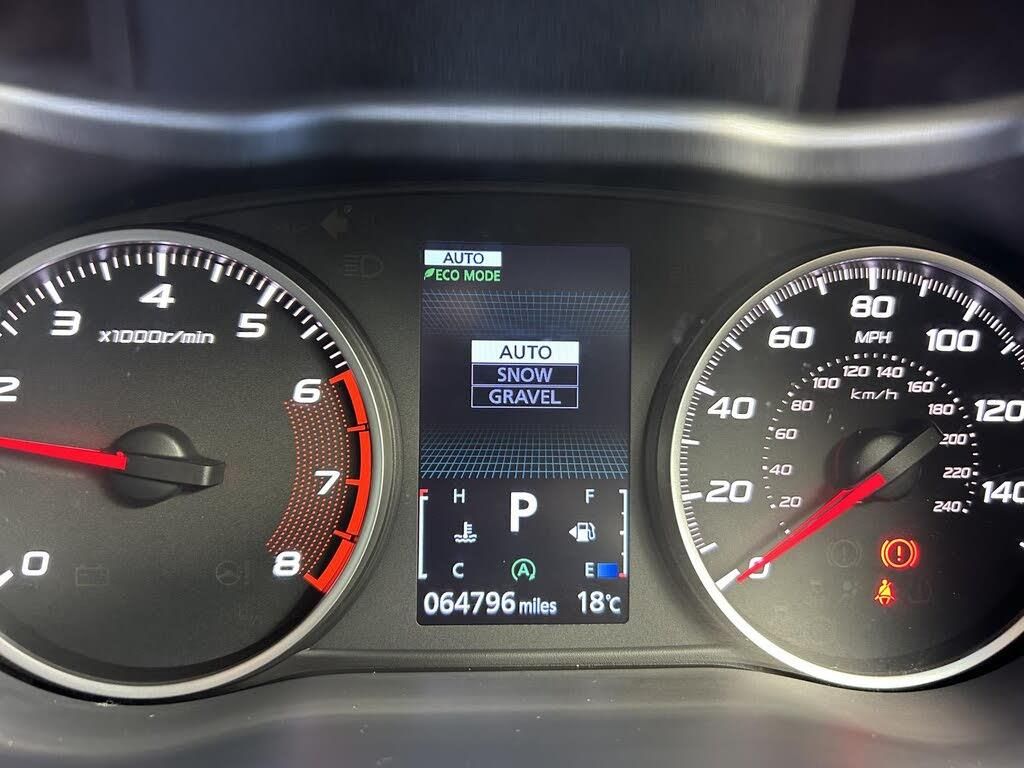 0
2
3
4
5
6
7
8
x1000r/min
AUTO
ECO MODE
AUTO
SNOW
GRAVEL
H
P
F
C
A
E
064796 miles
18°C
0
20
40
60
80
100
120
140
MPH
km/h
20
40
60
80
100
120
140
160
180
200
220
240